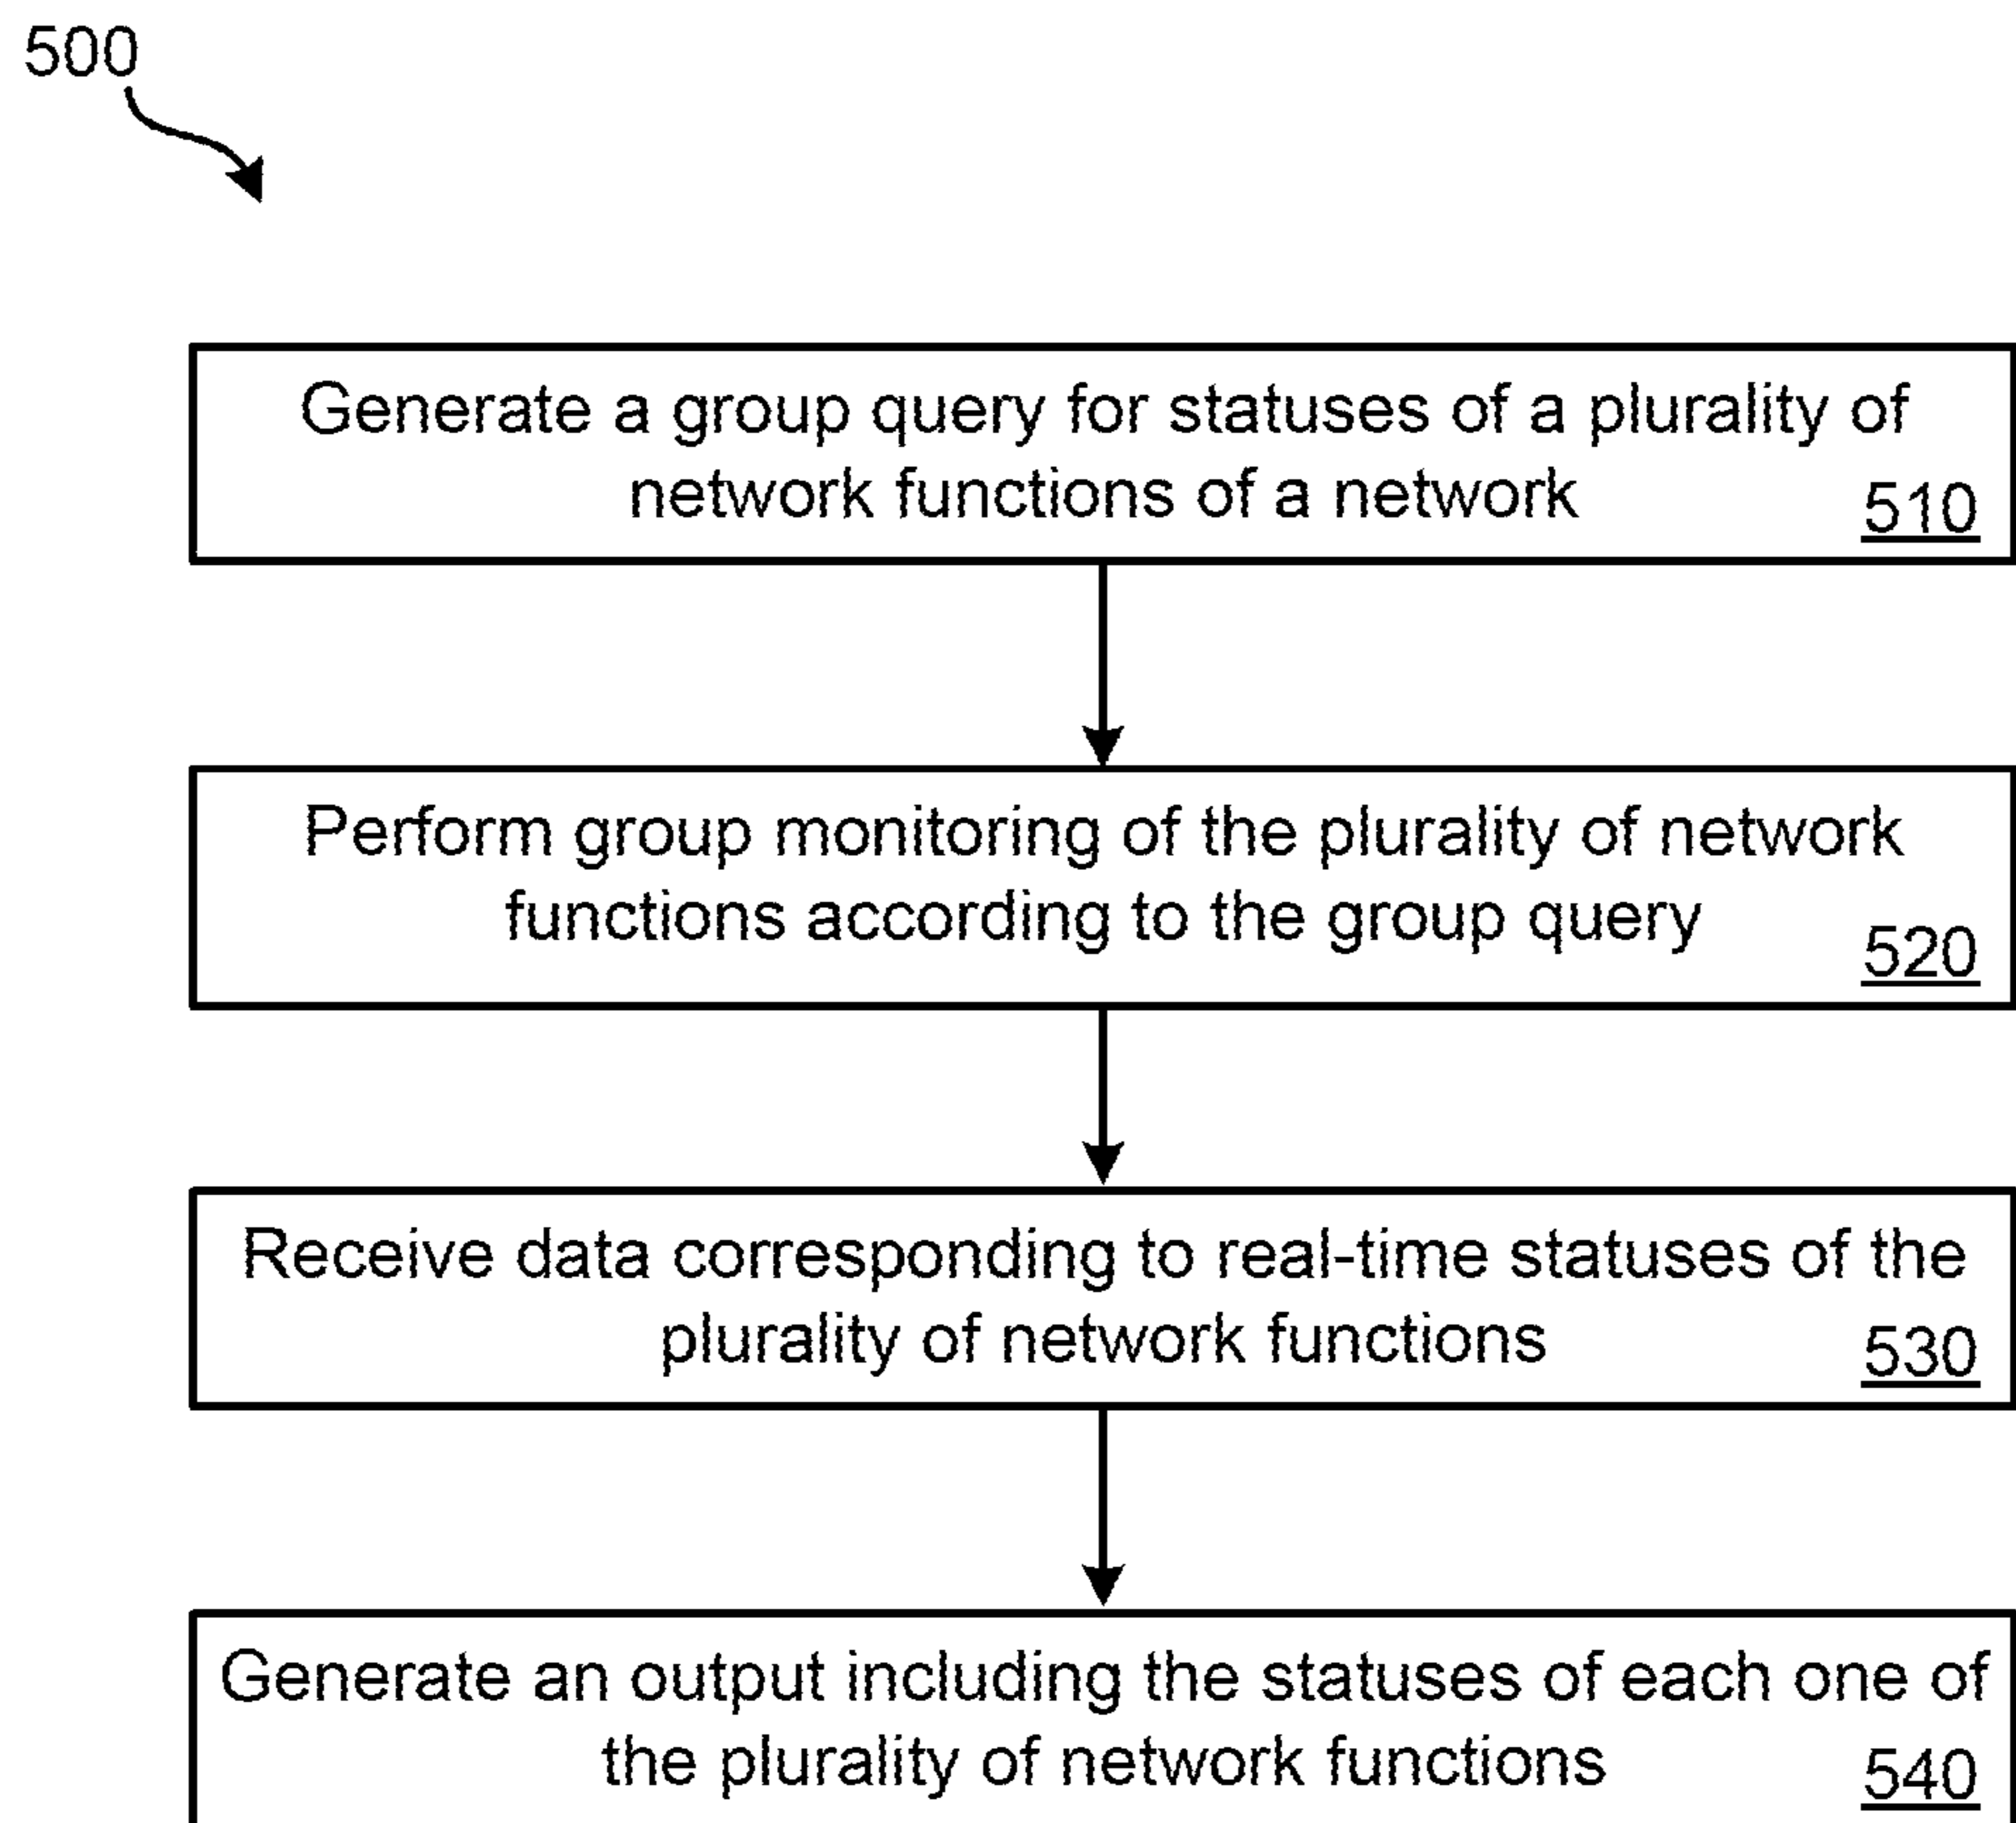 500
Generate a group query for statuses of a plurality of
network functions of a network
510
Perform group monitoring of the plurality of network
functions according to the group query
520
Receive data corresponding to real-time statuses of the
plurality of network functions
530
Generate an output including the statuses of each one of
the plurality of network functions
540